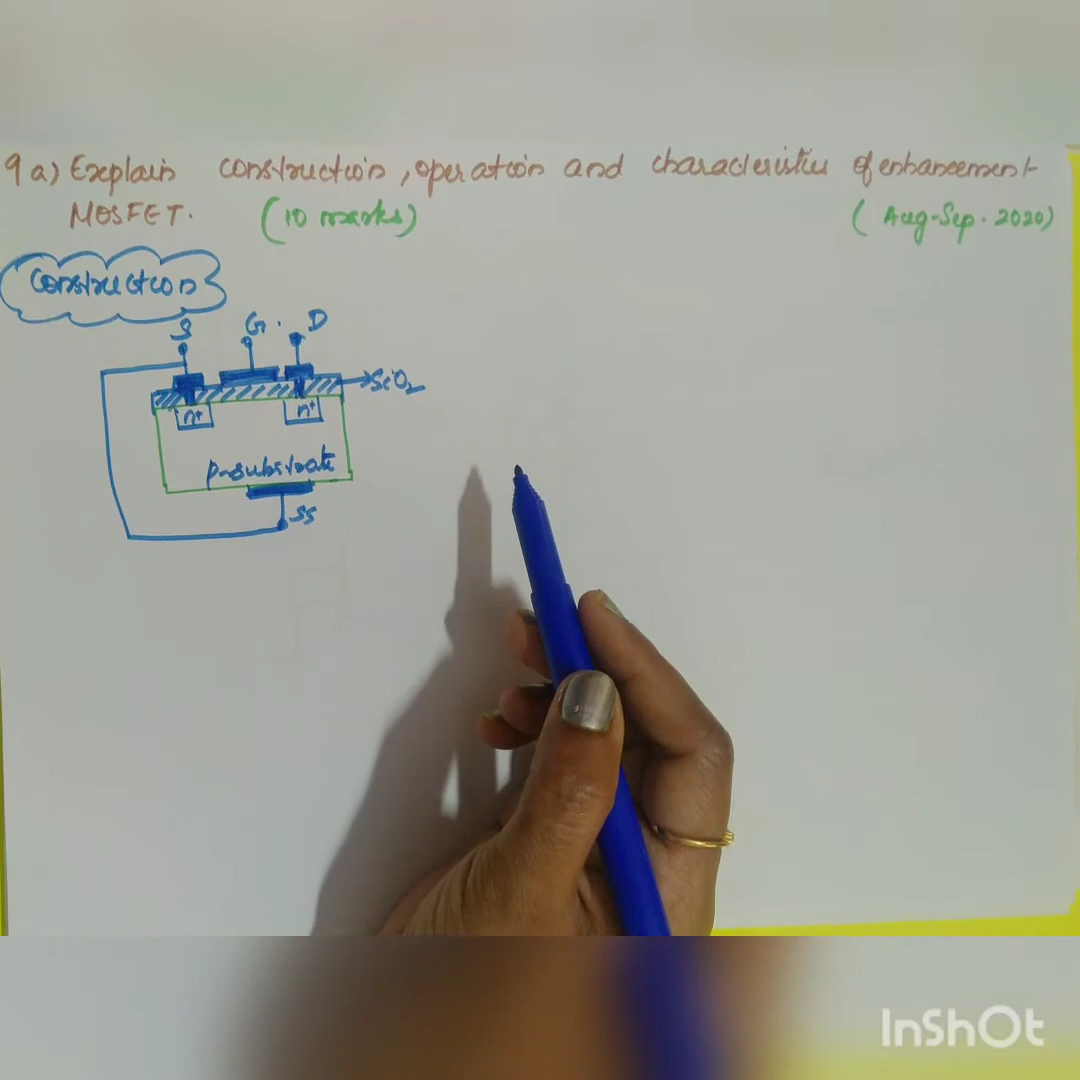 9 a) Explain construction, operation and characteristics of enhancement
MOSFET. (10 marks) (Aug-Sep. 2020)
Construction
S G. D
SiO2
n+ n+
p-substrate
SS
InShOt